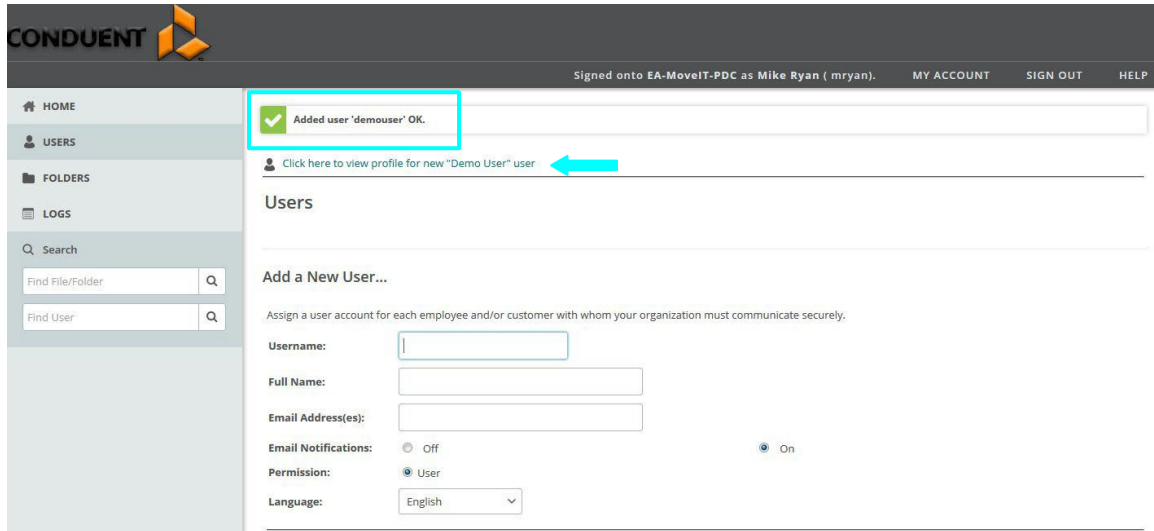 CONDUENT
Signed onto EA-MoveIT-PDC as Mike Ryan ( mryan). MY ACCOUNT SIGN OUT HELP
HOME
USERS
FOLDERS
LOGS
Search
Find File/Folder
Find User
Added user 'demouser' OK.
Click here to view profile for new "Demo User" user
Users
Add a New User...
Assign a user account for each employee and/or customer with whom your organization must communicate securely.
Username:
Full Name:
Email Address(es):
Email Notifications: Off On
Permission: User
Language: English